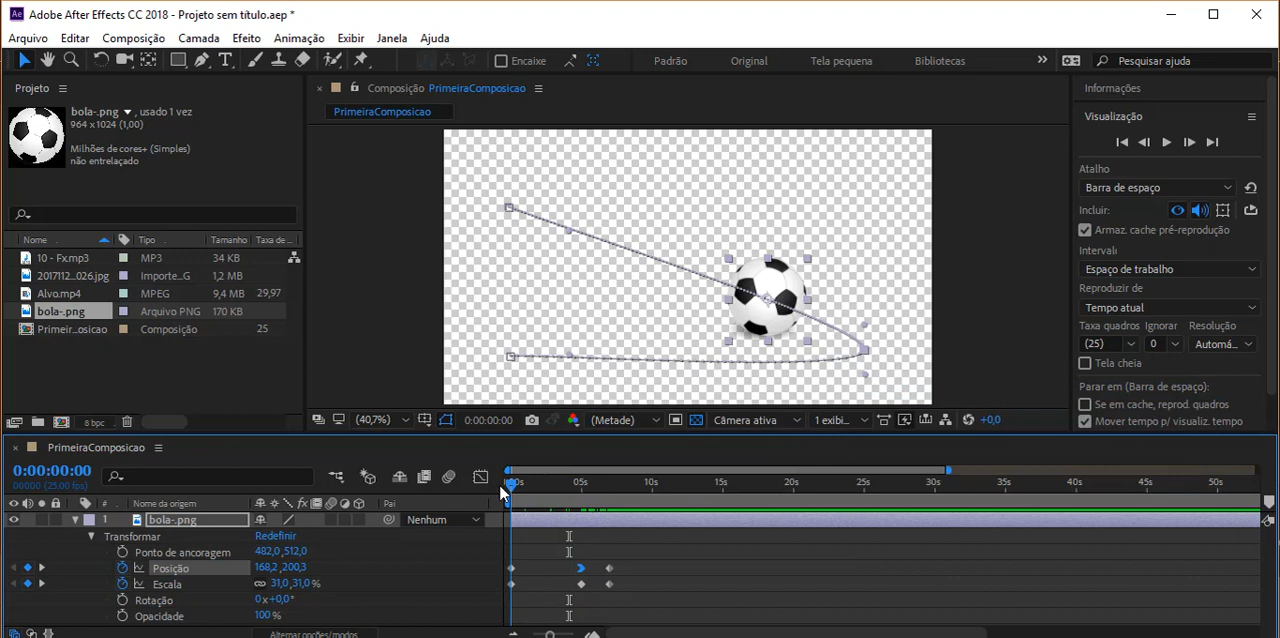 Adobe After Effects CC 2018 - Projeto sem título.aep *
Arquivo Editar Composição Camada Efeito Animação Exibir Janela Ajuda
Encaixe Padrão Original Tela pequena Bibliotecas Pesquisar ajuda
Projeto
bola-.png, usado 1 vez
964 x1024 (1,00)
Milhões de cores+ (Simples)
não entrelaçado
Nome Tipo Tamanho Taxa de...
10 - Fx.mp3 MP3 34 KB
2017112_026.jpg Importe...G 1,2 MB
Alvo.mp4 MPEG 9,4 MB 29,97
bola-.png Arquivo PNG 170 KB
Primeir...osicao Composição 25
8 bpc
Composição PrimeiraComposicao
PrimeiraComposicao
(40,7%) 0:00:00:00 (Metade) Câmera ativa 1 exibi... +0,0
Informações
Visualização
Atalho
Barra de espaço
Incluir:
Armaz. cache pré-reprodução
Intervalo
Espaço de trabalho
Reproduzir de
Tempo atual
Taxa quadros Ignorar Resolução
(25) 0 Automá...
Tela cheia
Parar em (Barra de espaço)
Se em cache, reprod. quadros
Mover tempo p/ visualiz. tempo
PrimeiraComposicao
0:00:00:00
00000 (25.00 fps)
05s 10s 15s 20s 25s 30s 35s 40s 45s 50s
# Nome da origem Pai
1 bola-.png Nenhum
Transformar Redefinir
Ponto de ancoragem 482,0,512,0
Posição 168,2,200,3
Escala 31,0,31,0 %
Rotação 0 x+0,0°
Opacidade 100 %
Alternar opções/modos